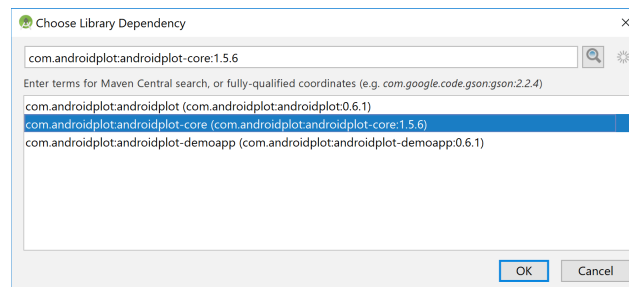 Choose Library Dependency
com.androidplot:androidplot-core:1.5.6
Enter terms for Maven Central search, or fully-qualified coordinates (e.g. com.google.code.gson:gson:2.2.4)
com.androidplot:androidplot (com.androidplot:androidplot:0.6.1)
com.androidplot:androidplot-core (com.androidplot:androidplot-core:1.5.6)
com.androidplot:androidplot-demoapp (com.androidplot:androidplot-demoapp:0.6.1)
OK Cancel